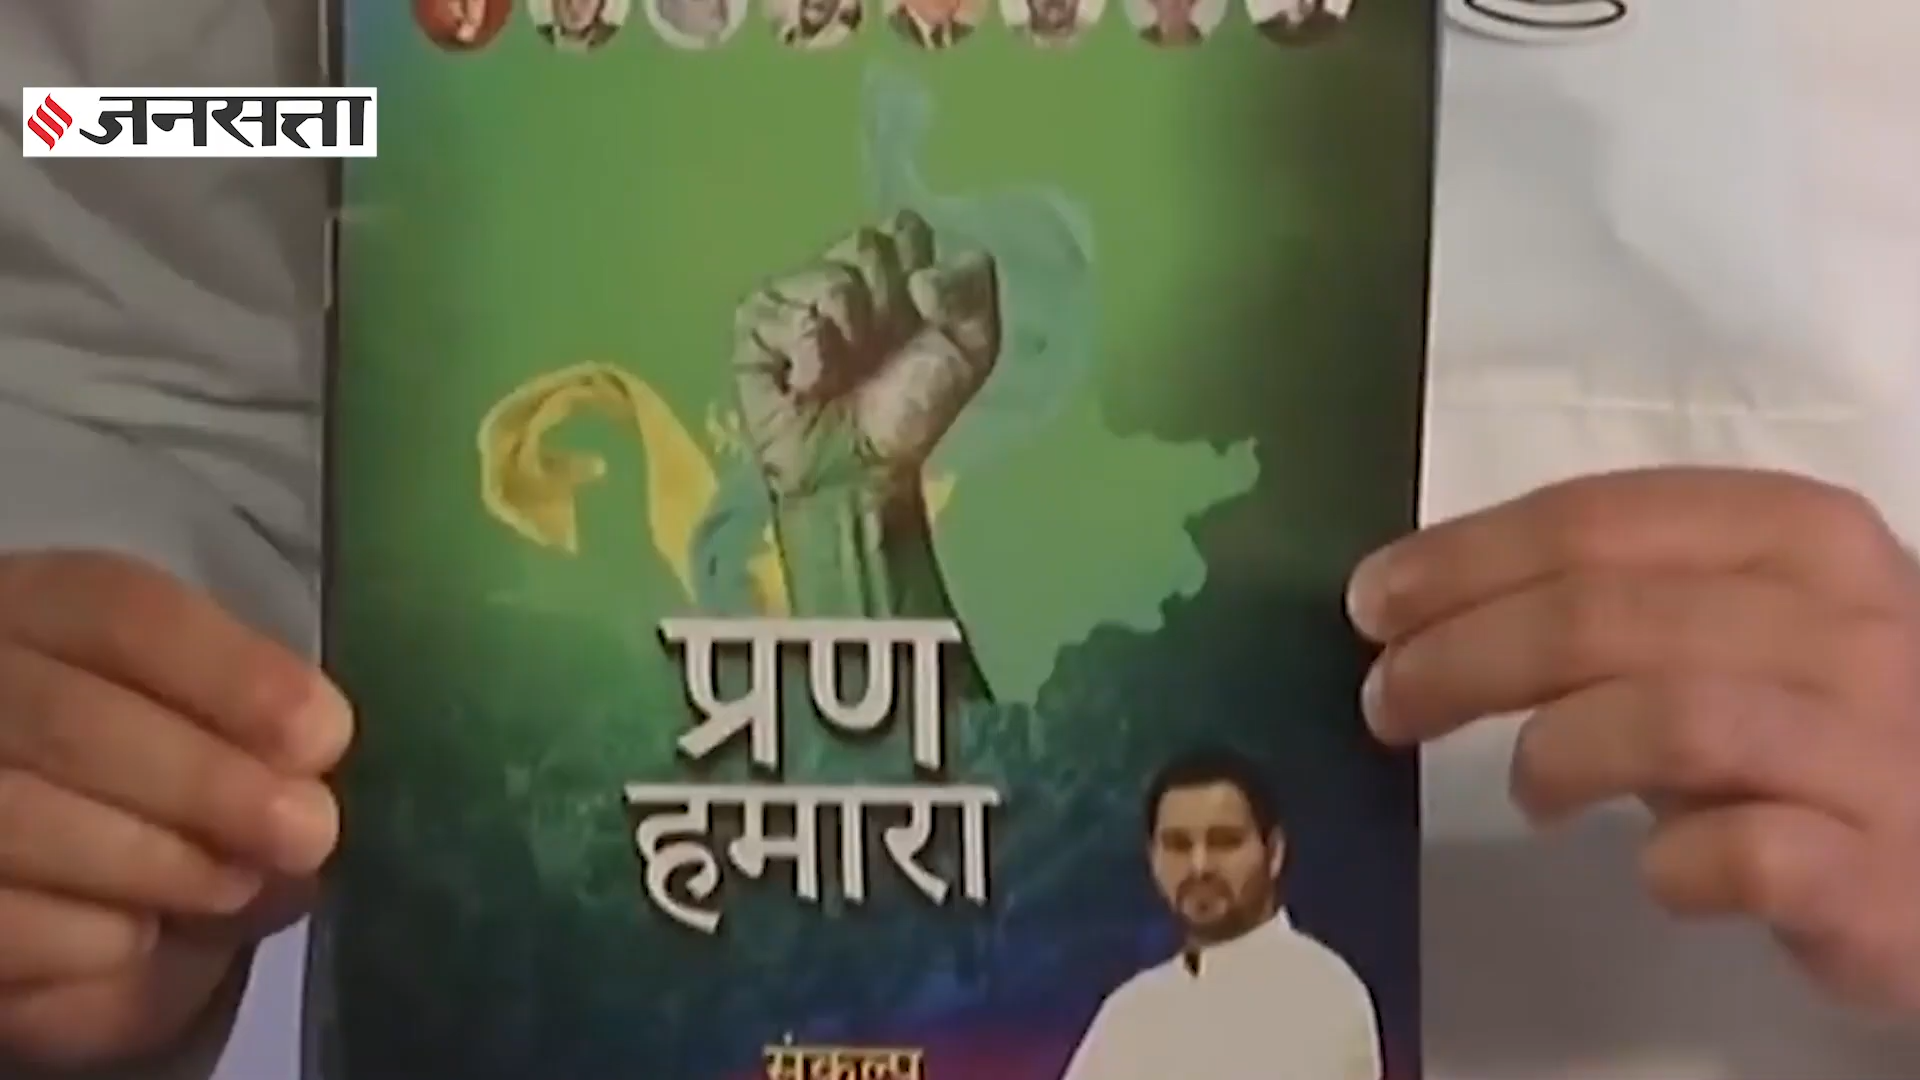 जनसत्ता
प्रण
हमारा
संकल्प